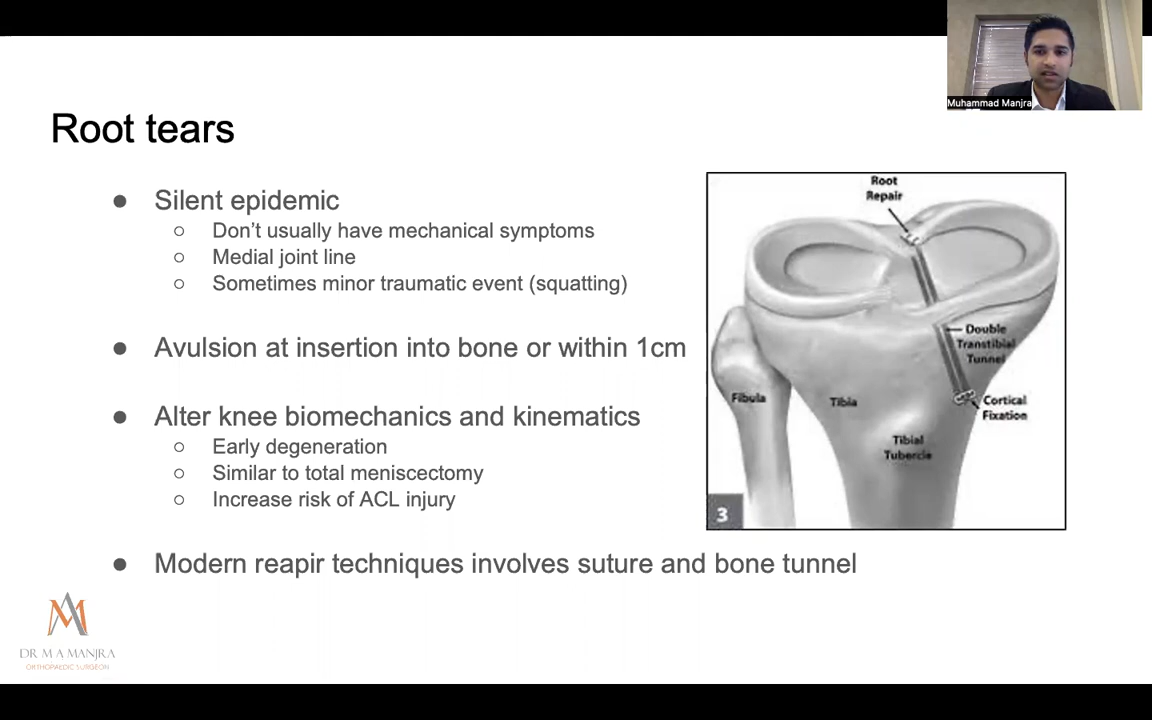 Muhammad Manjra
Root tears
● Silent epidemic
○ Don't usually have mechanical symptoms
○ Medial joint line
○ Sometimes minor traumatic event (squatting)
● Avulsion at insertion into bone or within 1cm
● Alter knee biomechanics and kinematics
○ Early degeneration
○ Similar to total meniscectomy
○ Increase risk of ACL injury
● Modern reapir techniques involves suture and bone tunnel
Root
Repair
Double
Transtibial
Tunnel
Fibula
Tibia
Cortical
Fixation
Tibial
Tubercle
3
DR M A MANJRA
ORTHOPAEDIC SURGEON